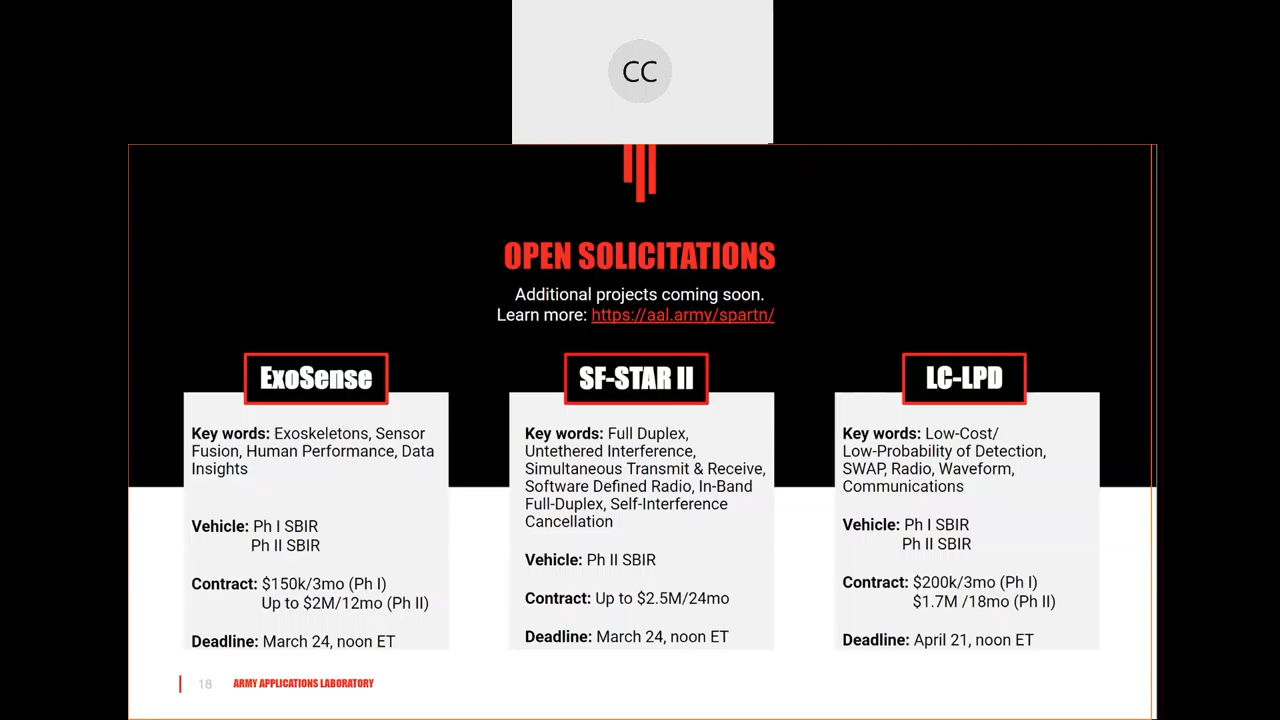 CC
OPEN SOLICITATIONS
Additional projects coming soon.
Learn more: https://aal.army/spartn/
ExoSense
Key words: Exoskeletons, Sensor
Fusion, Human Performance, Data
Insights
Vehicle: Ph I SBIR
Ph II SBIR
Contract: $150k/3mo (Ph I)
Up to $2M/12mo (Ph II)
Deadline: March 24, noon ET
SF-STAR II
Key words: Full Duplex,
Untethered Interference,
Simultaneous Transmit & Receive,
Software Defined Radio, In-Band
Full-Duplex, Self-Interference
Cancellation
Vehicle: Ph II SBIR
Contract: Up to $2.5M/24mo
Deadline: March 24, noon ET
LC-LPD
Key words: Low-Cost/
Low-Probability of Detection,
SWAP, Radio, Waveform,
Communications
Vehicle: Ph I SBIR
Ph II SBIR
Contract: $200k/3mo (Ph I)
$1.7M /18mo (Ph II)
Deadline: April 21, noon ET
18 ARMY APPLICATIONS LABORATORY